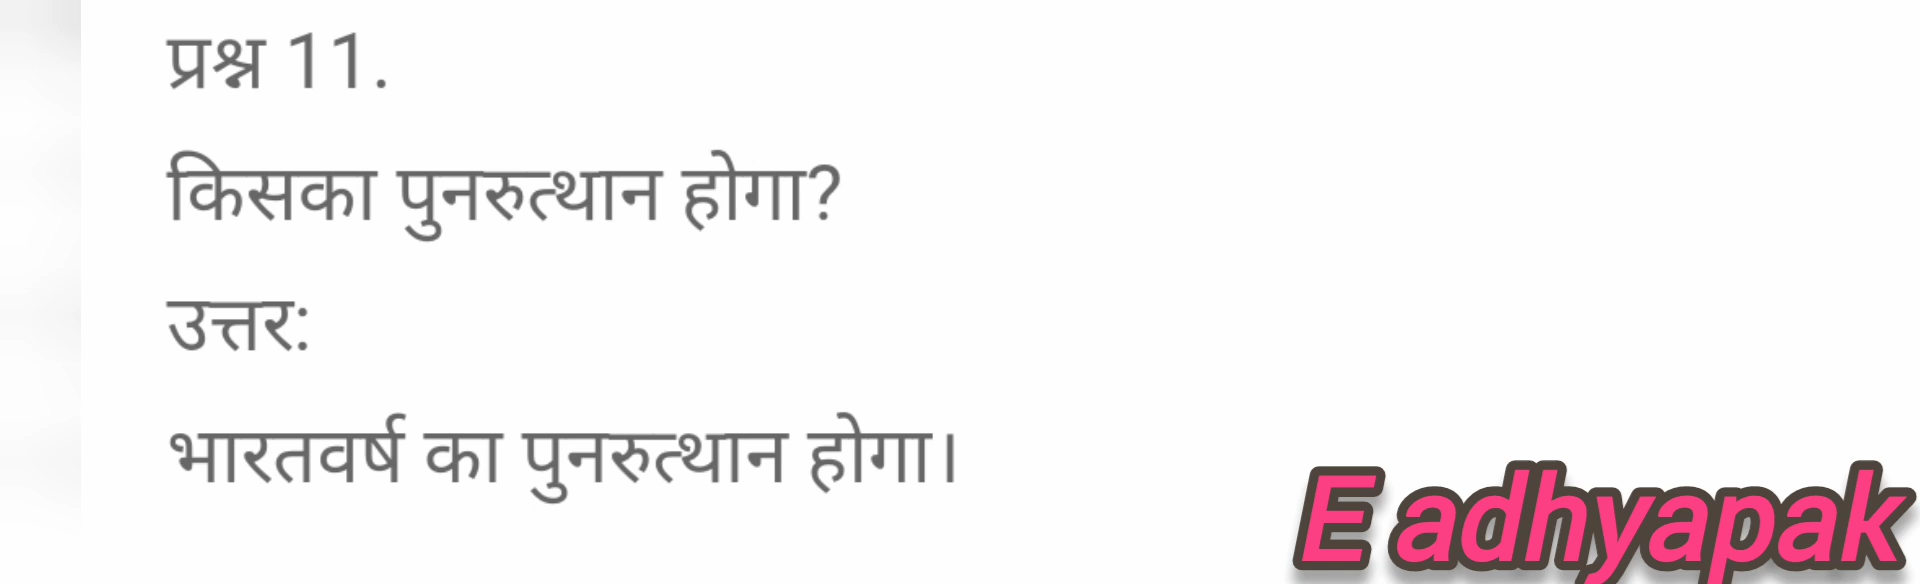 प्रश्न 11.
किसका पुनरुत्थान होगा?
उत्तर:
भारतवर्ष का पुनरुत्थान होगा।
E adhyapak